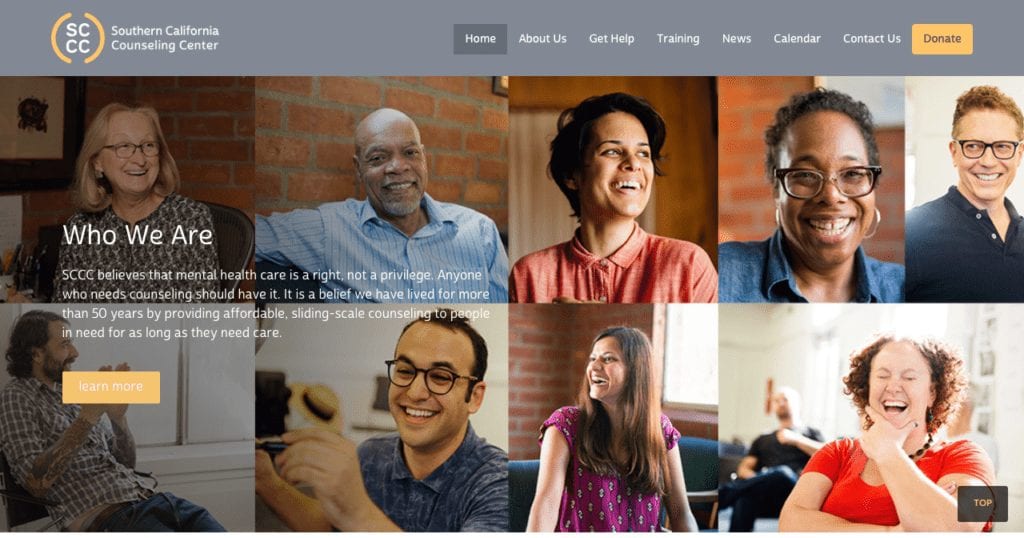 SC
CC
Southern California
Counseling Center
Home
About Us
Get Help
Training
News
Calendar
Contact Us
Donate
Who We Are
SCCC believes that mental health care is a right, not a privilege. Anyone
who needs counseling should have it. It is a belief we have lived for more
than 50 years by providing affordable, sliding-scale counseling to people
in need for as long as they need care.
learn more
TOP